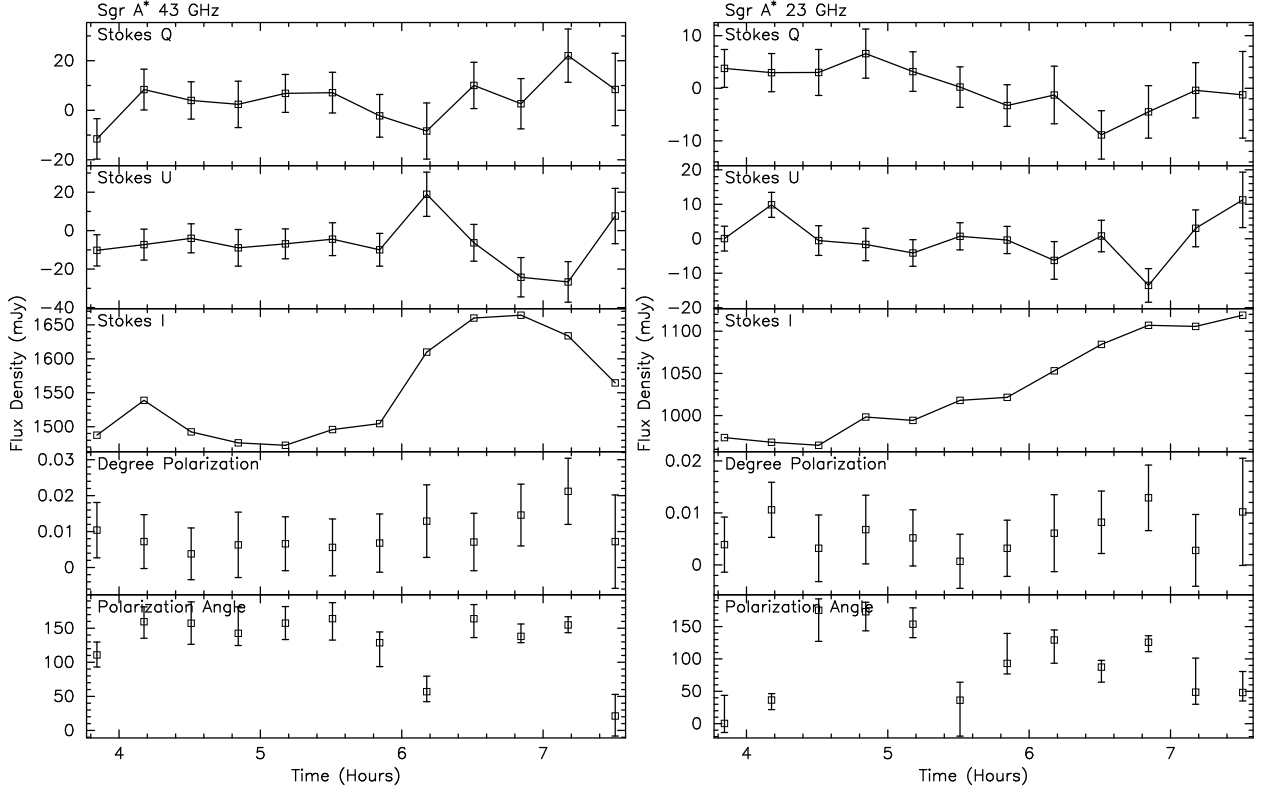 Sgr A* 43 GHz
Stokes Q
20
0
−20
Stokes U
20
0
−20
−40
Stokes I
1650
1600
1550
1500
Flux Density (mJy)
Degree Polarization
0.03
0.02
0.01
0
Polarization Angle
150
100
50
0
4 5 6 7
Time (Hours)
Sgr A* 23 GHz
Stokes Q
10
0
−10
Stokes U
20
10
0
−10
−20
Stokes I
1100
1050
1000
Flux Density (mJy)
Degree Polarization
0.02
0.01
0
Polarization Angle
150
100
50
0
4 5 6 7
Time (Hours)